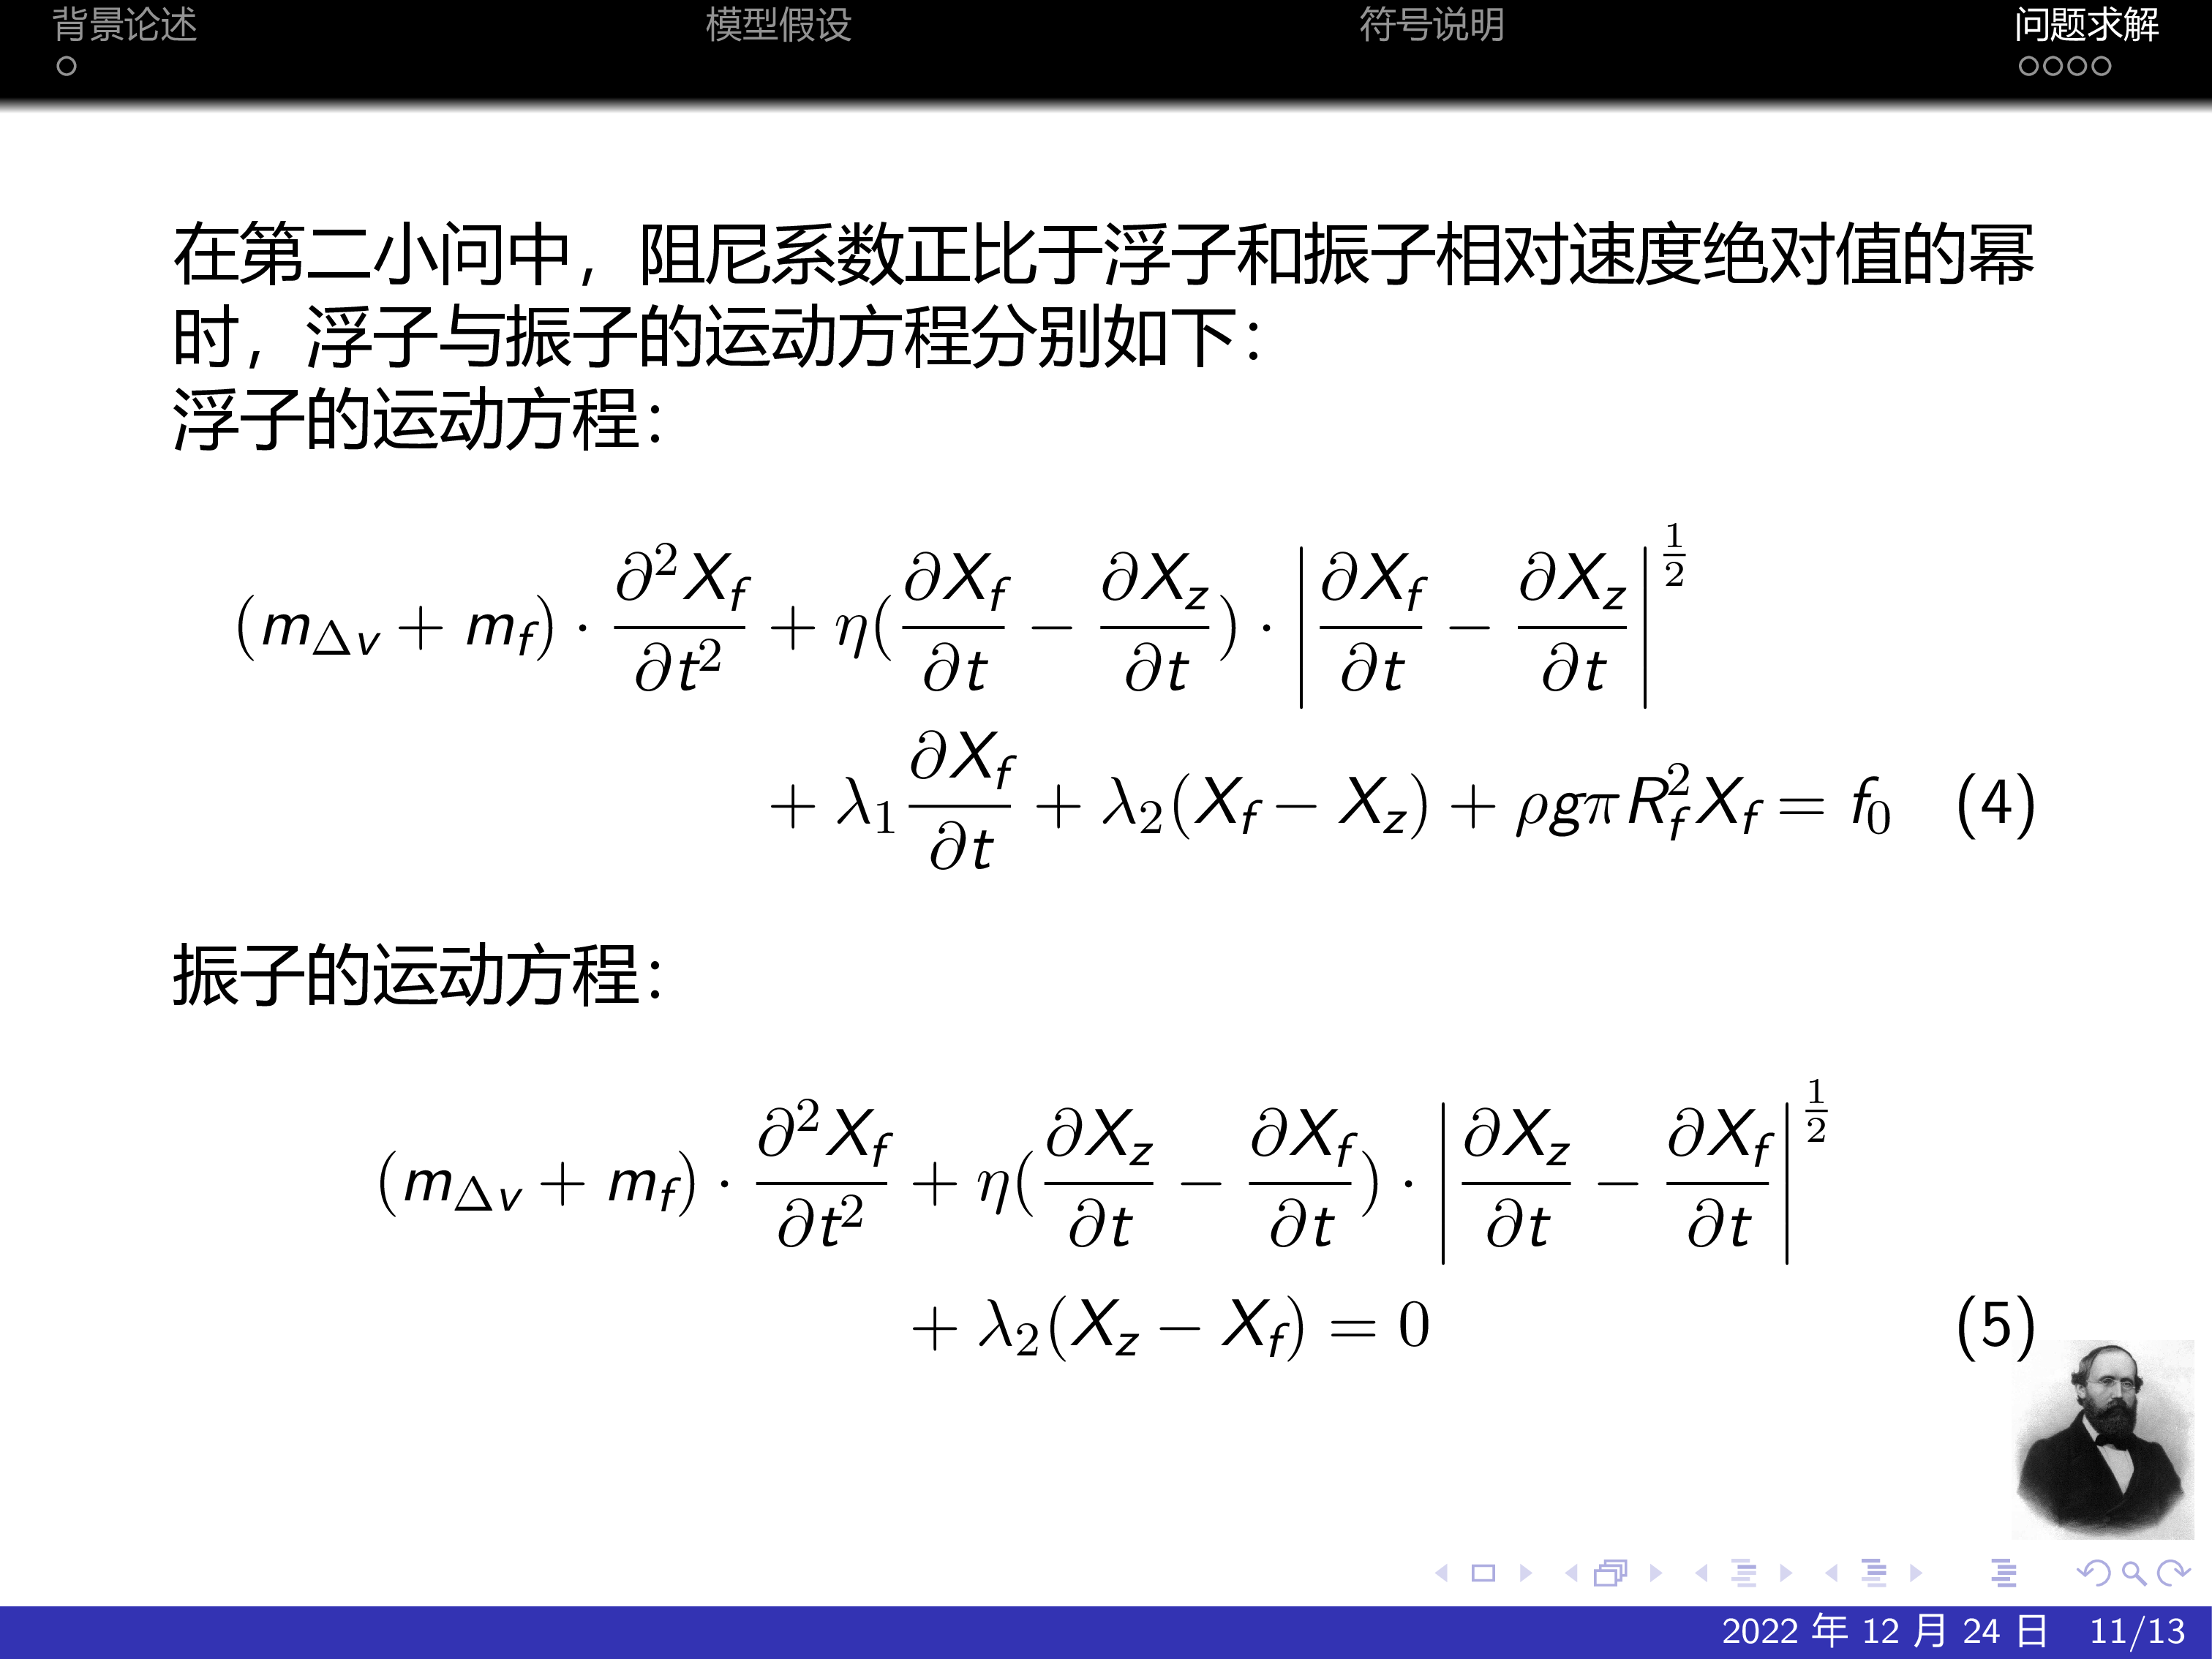 背景论述 模型假设 符号说明 问题求解
在第二小问中，阻尼系数正比于浮子和振子相对速度绝对值的幂
时，浮子与振子的运动方程分别如下：
浮子的运动方程：
$(m_{\Delta v} + m_f) \cdot \frac{\partial^2 X_f}{\partial t^2} + \eta(\frac{\partial X_f}{\partial t} - \frac{\partial X_z}{\partial t}) \cdot \left|\frac{\partial X_f}{\partial t} - \frac{\partial X_z}{\partial t}\right|^{\frac{1}{2}}$
$+ \lambda_1 \frac{\partial X_f}{\partial t} + \lambda_2(X_f - X_z) + \rho g \pi R_f^2 X_f = f_0$ (4)
振子的运动方程：
$(m_{\Delta v} + m_f) \cdot \frac{\partial^2 X_f}{\partial t^2} + \eta(\frac{\partial X_z}{\partial t} - \frac{\partial X_f}{\partial t}) \cdot \left|\frac{\partial X_z}{\partial t} - \frac{\partial X_f}{\partial t}\right|^{\frac{1}{2}}$
$+ \lambda_2(X_z - X_f) = 0$ (5)
2022 年 12 月 24 日 11/13